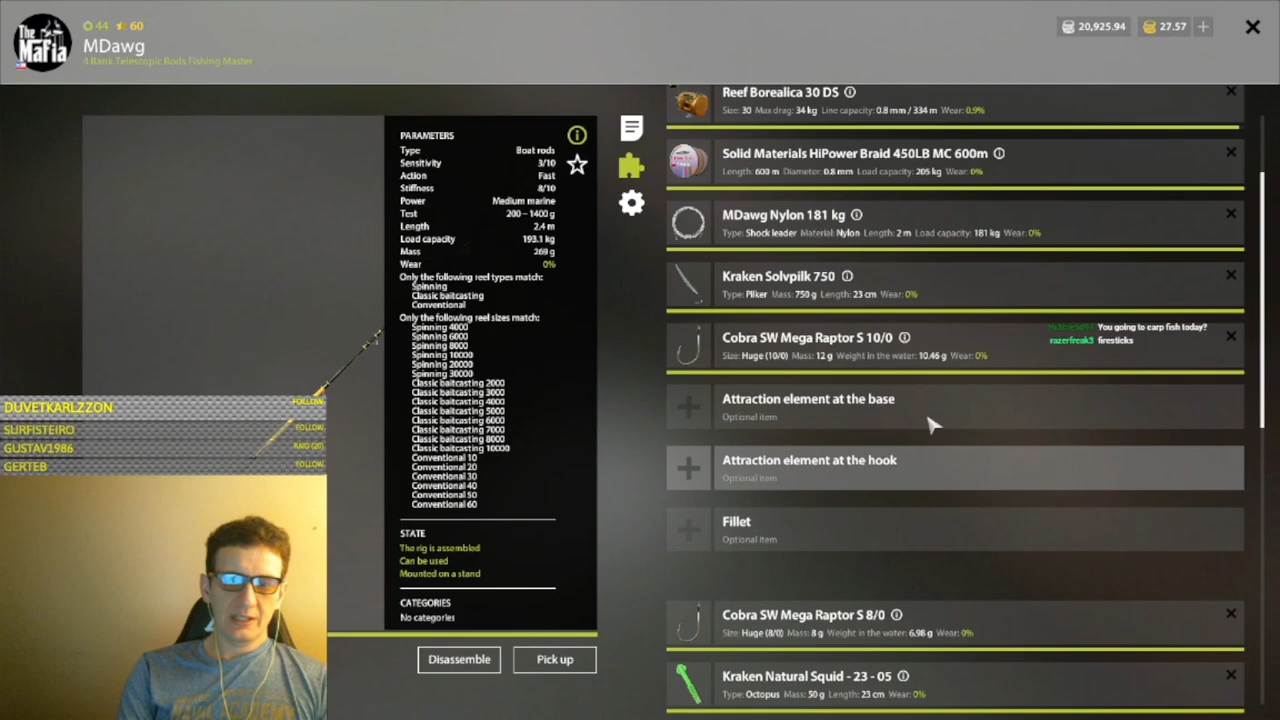 The
Mafia
44 60
MDawg
4 Rank Telescopic Rods Fishing Master
20,925.94 27.57
PARAMETERS
Type Boat rods
Sensitivity 3/10
Action Fast
Stiffness 8/10
Power Medium marine
Test 200 – 1400 g
Length 2.4 m
Load capacity 193.1 kg
Mass 269 g
Wear 0%
Only the following reel types match:
Spinning
Classic baitcasting
Conventional
Only the following reel sizes match:
Spinning 4000
Spinning 6000
Spinning 8000
Spinning 10000
Spinning 20000
Spinning 30000
Classic baitcasting 2000
Classic baitcasting 3000
Classic baitcasting 4000
Classic baitcasting 5000
Classic baitcasting 6000
Classic baitcasting 7000
Classic baitcasting 8000
Classic baitcasting 10000
Conventional 10
Conventional 20
Conventional 30
Conventional 40
Conventional 50
Conventional 60
STATE
The rig is assembled
Can be used
Mounted on a stand
CATEGORIES
No categories
Disassemble Pick up
DUVETKARLZZON FOLLOW
SURFISTEIRO FOLLOW
GUSTAV1986 RAID (20)
GERTEB FOLLOW
Reef Borealica 30 DS
Size: 30 Max drag: 34 kg Line capacity: 0.8 mm / 334 m Wear: 0.9%
Solid Materials HiPower Braid 450LB MC 600m
Length: 600 m Diameter: 0.8 mm Load capacity: 205 kg Wear: 0%
MDawg Nylon 181 kg
Type: Shock leader Material: Nylon Length: 2 m Load capacity: 181 kg Wear: 0%
Kraken Solvpilk 750
Type: Pilker Mass: 750 g Length: 23 cm Wear: 0%
Cobra SW Mega Raptor S 10/0
Size: Huge (10/0) Mass: 12 g Weight in the water: 10.46 g Wear: 0%
You going to carp fish today?
razerfreak3 firesticks
Attraction element at the base
Optional item
Attraction element at the hook
Optional item
Fillet
Optional item
Cobra SW Mega Raptor S 8/0
Size: Huge (8/0) Mass: 8 g Weight in the water: 6.98 g Wear: 0%
Kraken Natural Squid - 23 - 05
Type: Octopus Mass: 50 g Length: 23 cm Wear: 0%